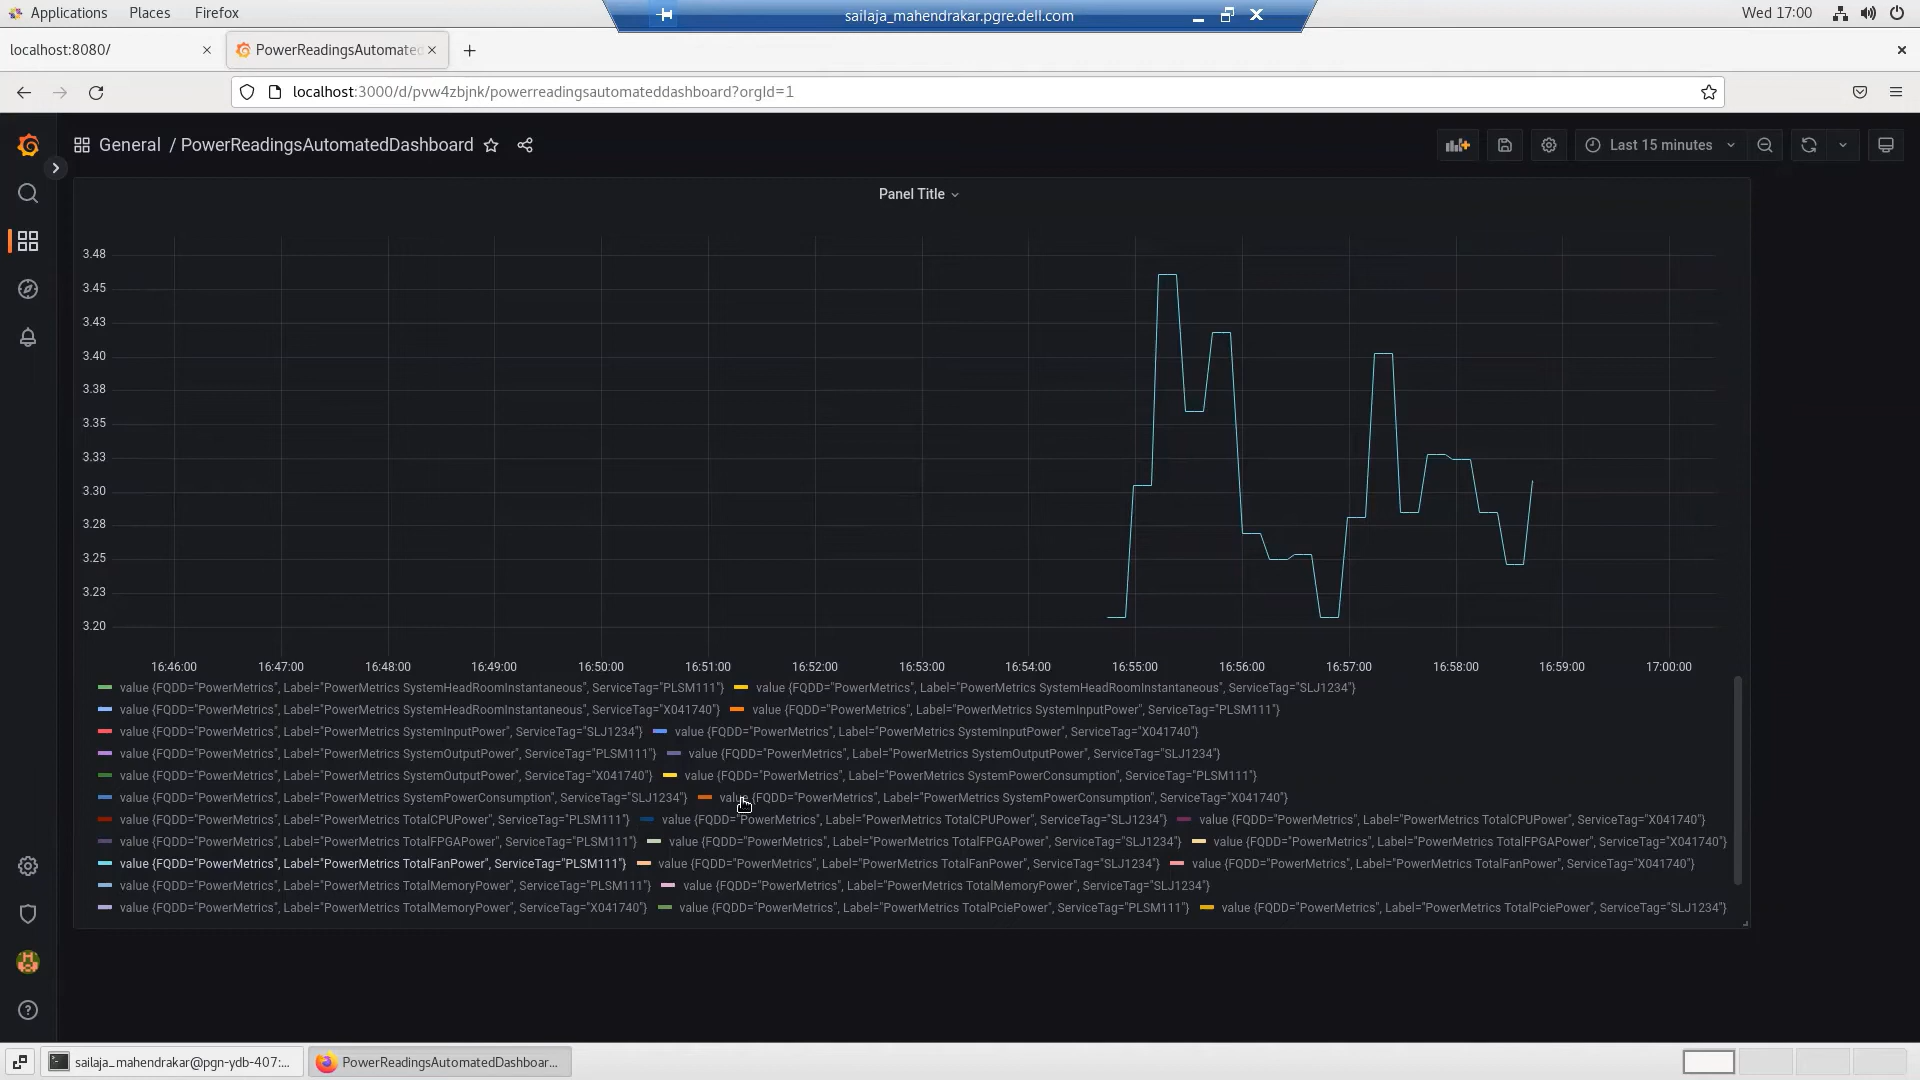 Applications Places Firefox
sailaja_mahendrakar.pgre.dell.com
Wed 17:00
localhost:8080/
PowerReadingsAutomated
localhost:3000/d/pvw4zbjnk/powerreadingsautomateddashboard?orgId=1
General / PowerReadingsAutomatedDashboard
Last 15 minutes
Panel Title
3.48
3.45
3.43
3.40
3.38
3.35
3.33
3.30
3.28
3.25
3.23
3.20
16:46:00 16:47:00 16:48:00 16:49:00 16:50:00 16:51:00 16:52:00 16:53:00 16:54:00 16:55:00 16:56:00 16:57:00 16:58:00 16:59:00 17:00:00
value {FQDD="PowerMetrics", Label="PowerMetrics SystemHeadRoomInstantaneous", ServiceTag="PLSM111"} value {FQDD="PowerMetrics", Label="PowerMetrics SystemHeadRoomInstantaneous", ServiceTag="SLJ1234"}
value {FQDD="PowerMetrics", Label="PowerMetrics SystemHeadRoomInstantaneous", ServiceTag="X041740"} value {FQDD="PowerMetrics", Label="PowerMetrics SystemInputPower", ServiceTag="PLSM111"}
value {FQDD="PowerMetrics", Label="PowerMetrics SystemInputPower", ServiceTag="SLJ1234"} value {FQDD="PowerMetrics", Label="PowerMetrics SystemInputPower", ServiceTag="X041740"}
value {FQDD="PowerMetrics", Label="PowerMetrics SystemOutputPower", ServiceTag="PLSM111"} value {FQDD="PowerMetrics", Label="PowerMetrics SystemOutputPower", ServiceTag="SLJ1234"}
value {FQDD="PowerMetrics", Label="PowerMetrics SystemOutputPower", ServiceTag="X041740"} value {FQDD="PowerMetrics", Label="PowerMetrics SystemPowerConsumption", ServiceTag="PLSM111"}
value {FQDD="PowerMetrics", Label="PowerMetrics SystemPowerConsumption", ServiceTag="SLJ1234"} value {FQDD="PowerMetrics", Label="PowerMetrics SystemPowerConsumption", ServiceTag="X041740"}
value {FQDD="PowerMetrics", Label="PowerMetrics TotalCPUPower", ServiceTag="PLSM111"} value {FQDD="PowerMetrics", Label="PowerMetrics TotalCPUPower", ServiceTag="SLJ1234"} value {FQDD="PowerMetrics", Label="PowerMetrics TotalCPUPower", ServiceTag="X041740"}
value {FQDD="PowerMetrics", Label="PowerMetrics TotalFPGAPower", ServiceTag="PLSM111"} value {FQDD="PowerMetrics", Label="PowerMetrics TotalFPGAPower", ServiceTag="SLJ1234"} value {FQDD="PowerMetrics", Label="PowerMetrics TotalFPGAPower", ServiceTag="X041740"}
value {FQDD="PowerMetrics", Label="PowerMetrics TotalFanPower", ServiceTag="PLSM111"} value {FQDD="PowerMetrics", Label="PowerMetrics TotalFanPower", ServiceTag="SLJ1234"} value {FQDD="PowerMetrics", Label="PowerMetrics TotalFanPower", ServiceTag="X041740"}
value {FQDD="PowerMetrics", Label="PowerMetrics TotalMemoryPower", ServiceTag="PLSM111"} value {FQDD="PowerMetrics", Label="PowerMetrics TotalMemoryPower", ServiceTag="SLJ1234"}
value {FQDD="PowerMetrics", Label="PowerMetrics TotalMemoryPower", ServiceTag="X041740"} value {FQDD="PowerMetrics", Label="PowerMetrics TotalPciePower", ServiceTag="PLSM111"} value {FQDD="PowerMetrics", Label="PowerMetrics TotalPciePower", ServiceTag="SLJ1234"}
sailaja_mahendrakar@pgn-ydb-407:... PowerReadingsAutomatedDashboar...